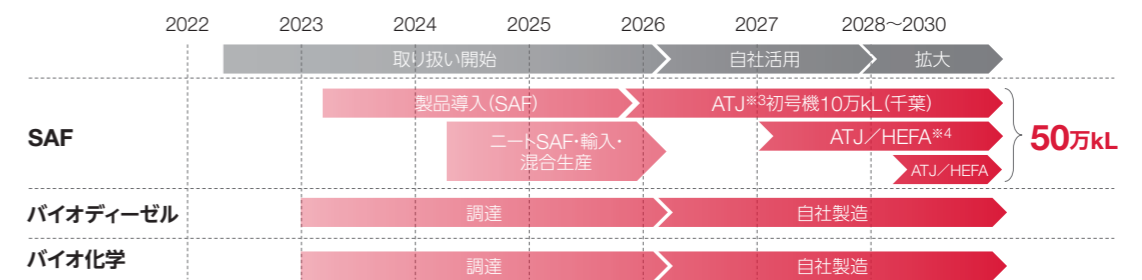 2022 2023 2024 2025 2026 2027 2028〜2030
取り扱い開始 自社活用 拡大
製品導入(SAF) ATJ※3初号機10万kL(千葉)
SAF
ニートSAF・輸入・
混合生産
ATJ/HEFA※4
50万kL
ATJ/HEFA
バイオディーゼル 調達 自社製造
バイオ化学 調達 自社製造